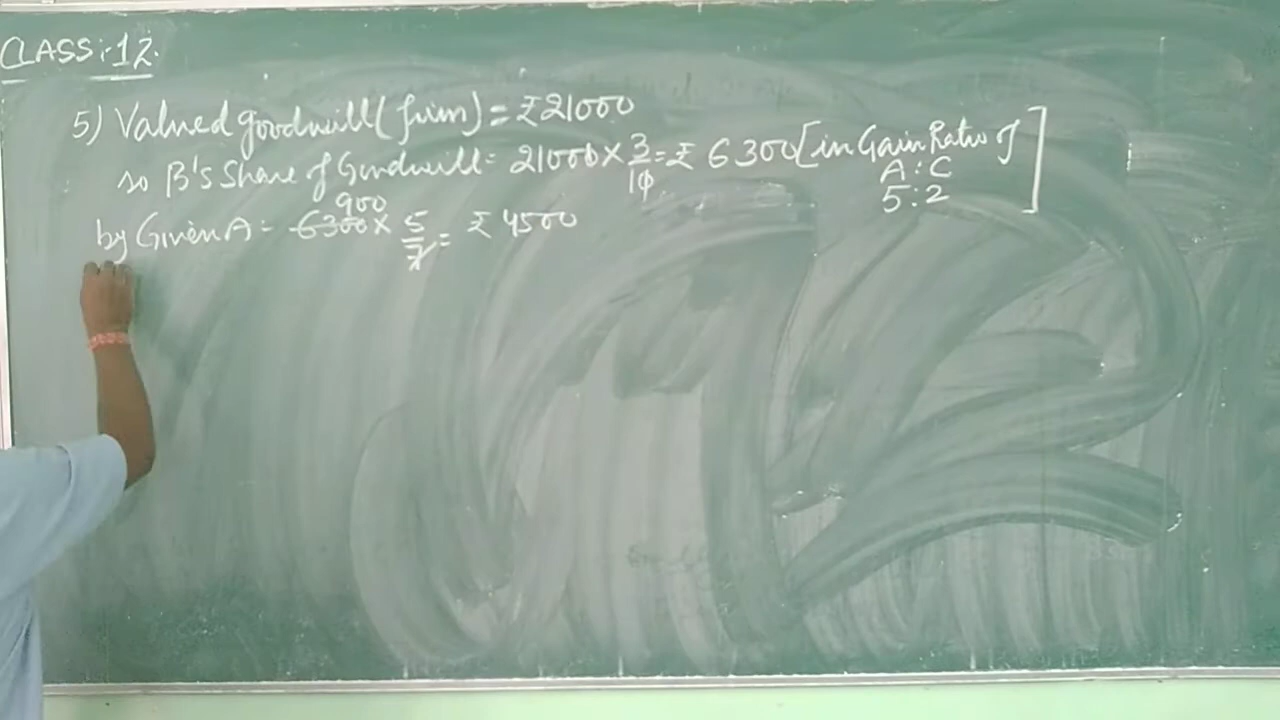 CLASS:-12.
5) Valued goodwill (firm) = ₹21000
so B's Share of Goodwill = 21000 × 3/10 = ₹ 6300 [in Gain Ratio of]
A : C
5 : 2
900
by Given A = 6300 × 5/7 = ₹ 4500